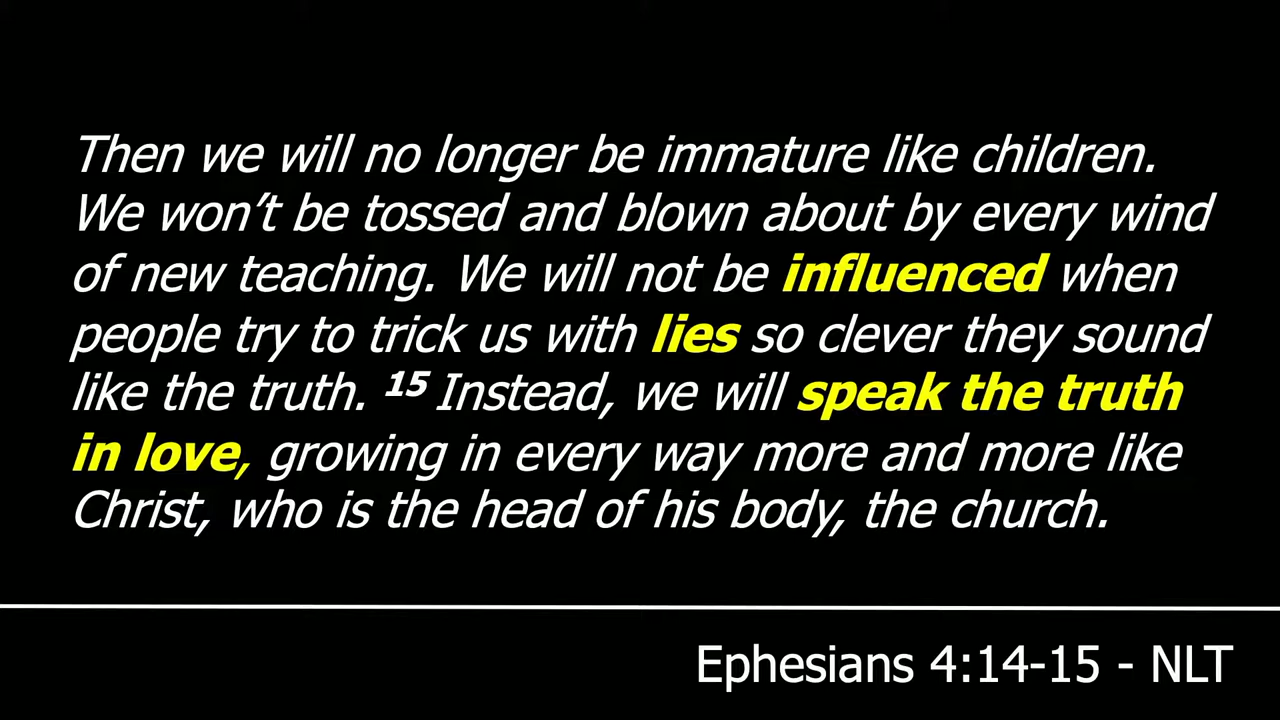 Then we will no longer be immature like children.
We won’t be tossed and blown about by every wind
of new teaching. We will not be influenced when
people try to trick us with lies so clever they sound
like the truth. 15 Instead, we will speak the truth
in love, growing in every way more and more like
Christ, who is the head of his body, the church.
Ephesians 4:14-15 - NLT